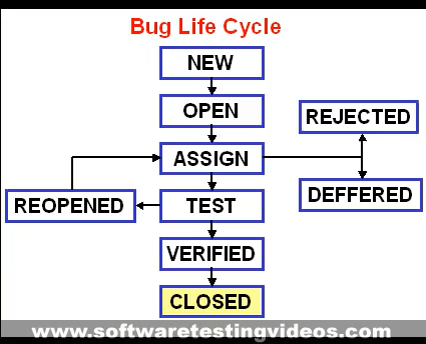 Bug Life Cycle
NEW
OPEN
REJECTED
ASSIGN
DEFFERED
REOPENED
TEST
VERIFIED
CLOSED
www.softwaretestingvideos.com